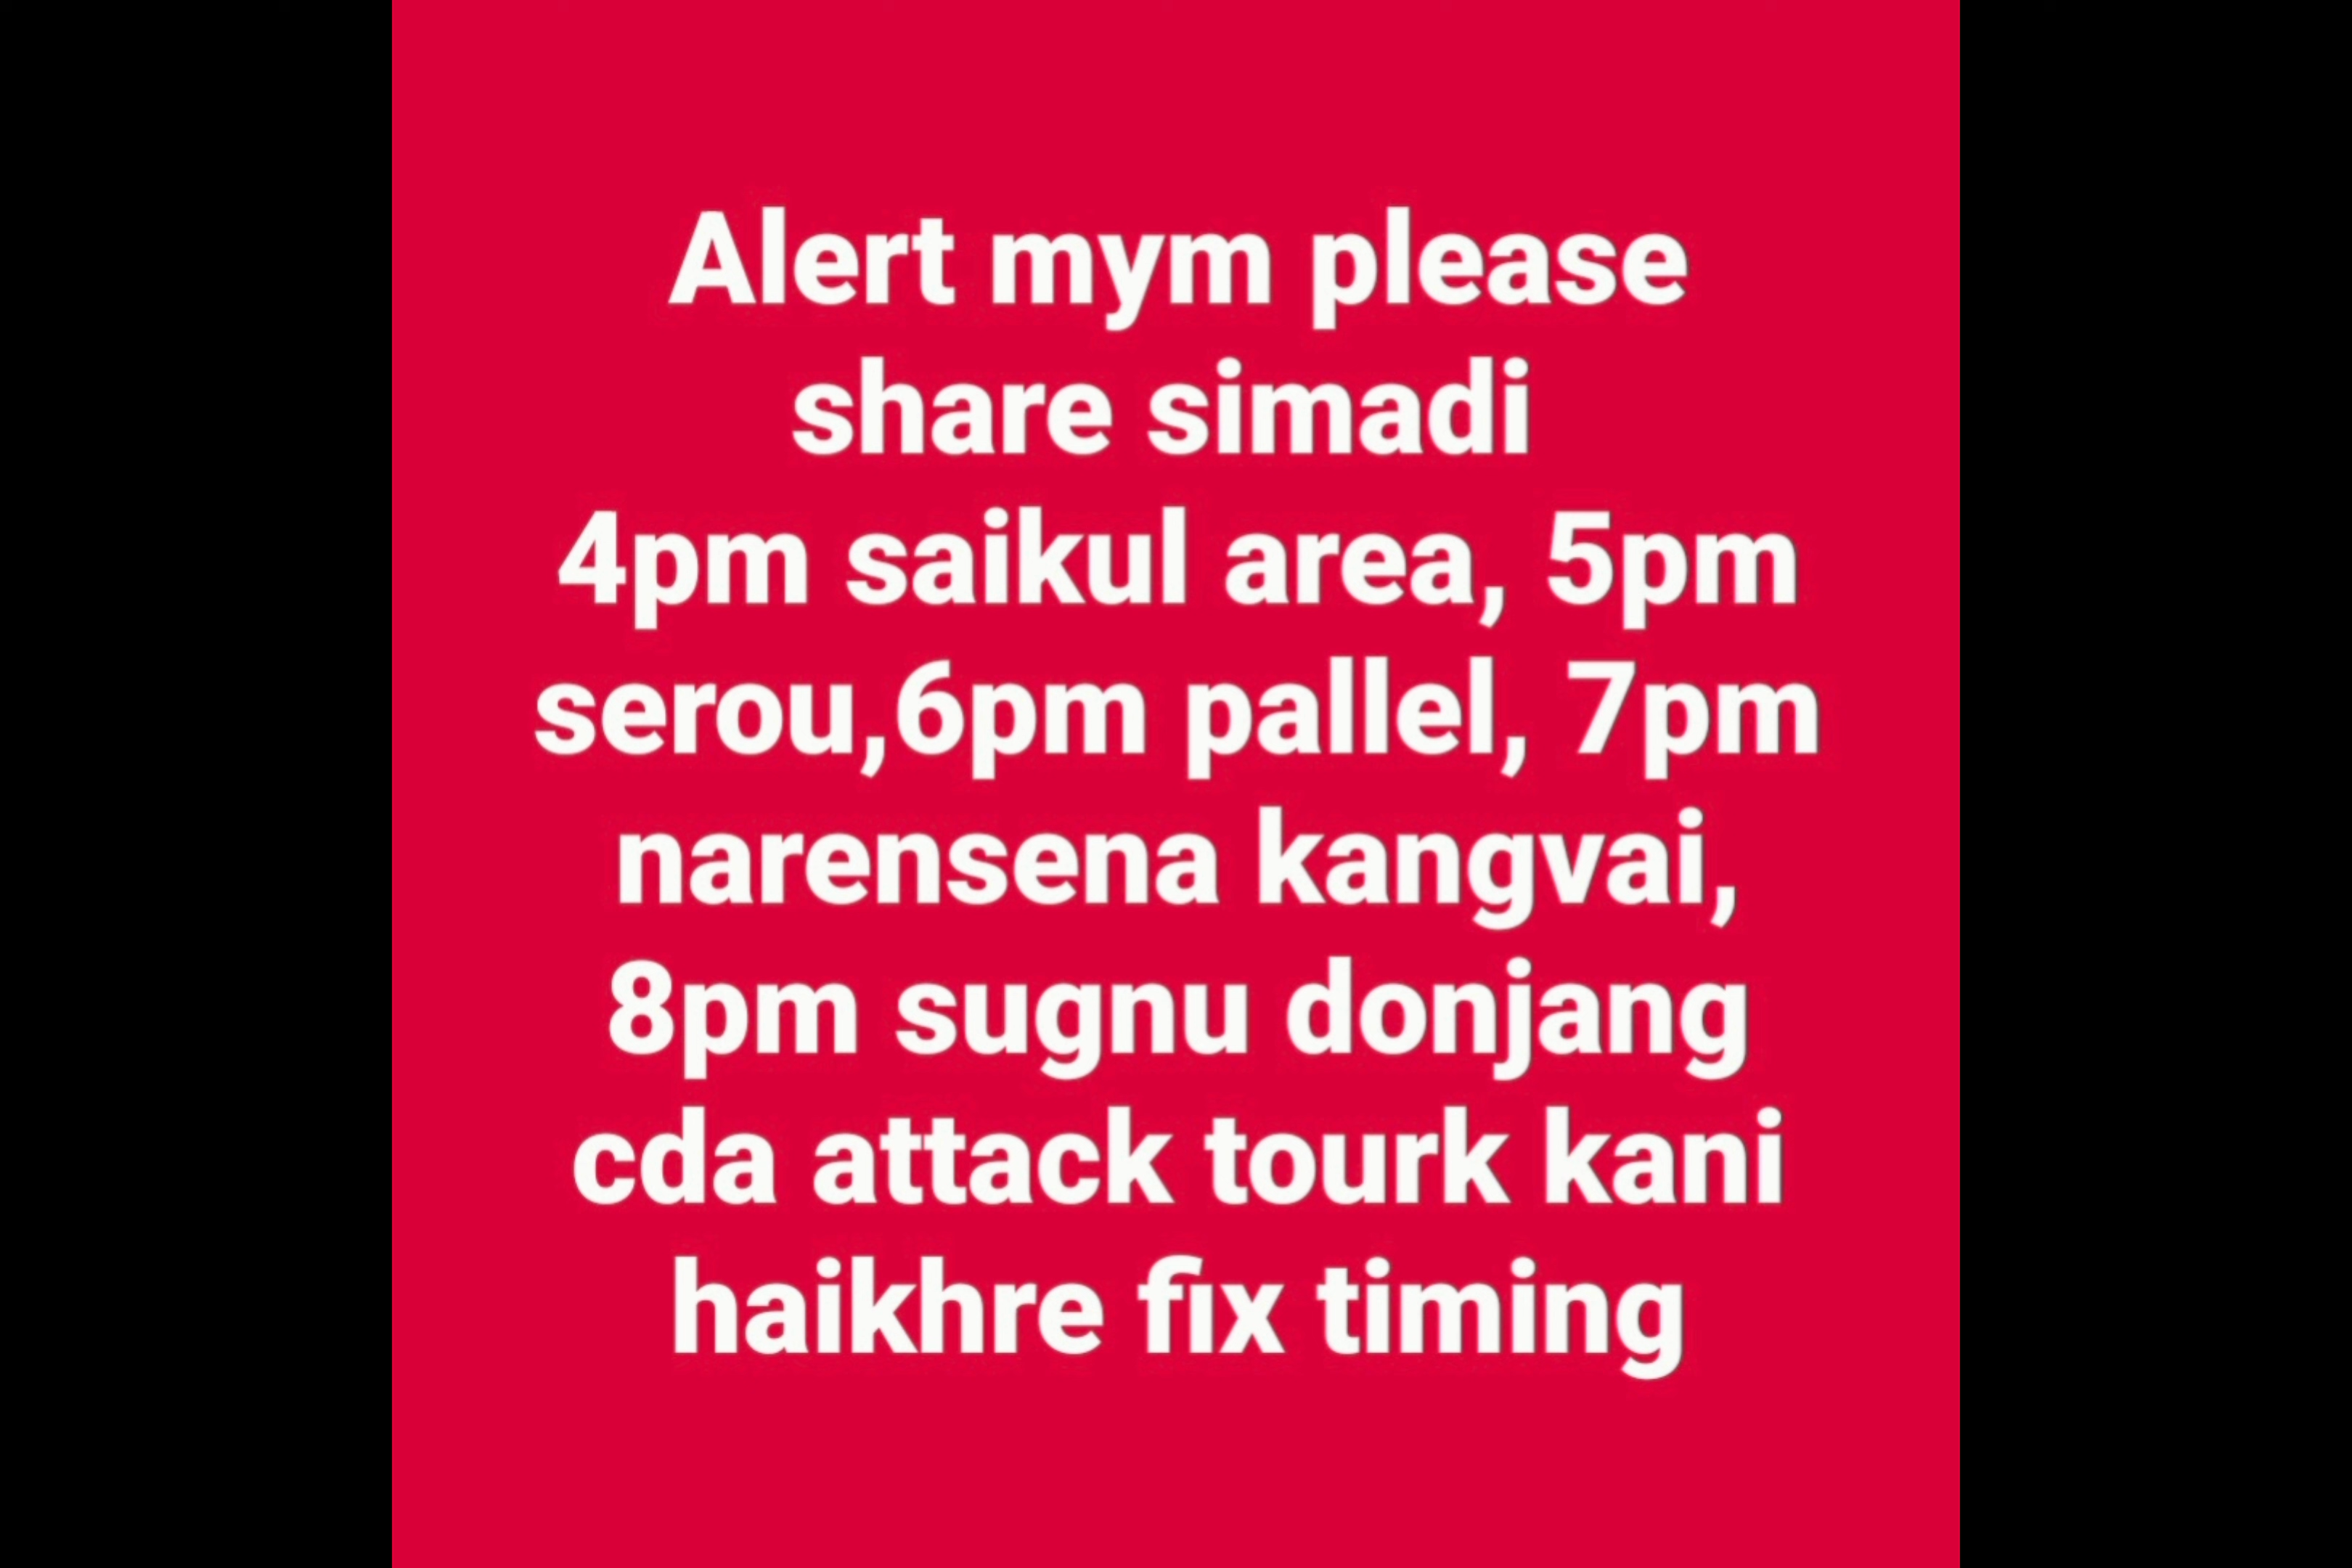 Alert mym please
share simadi
4pm saikul area, 5pm
serou,6pm pallel, 7pm
narensena kangvai,
8pm sugnu donjang
cda attack tourk kani
haikhre fix timing